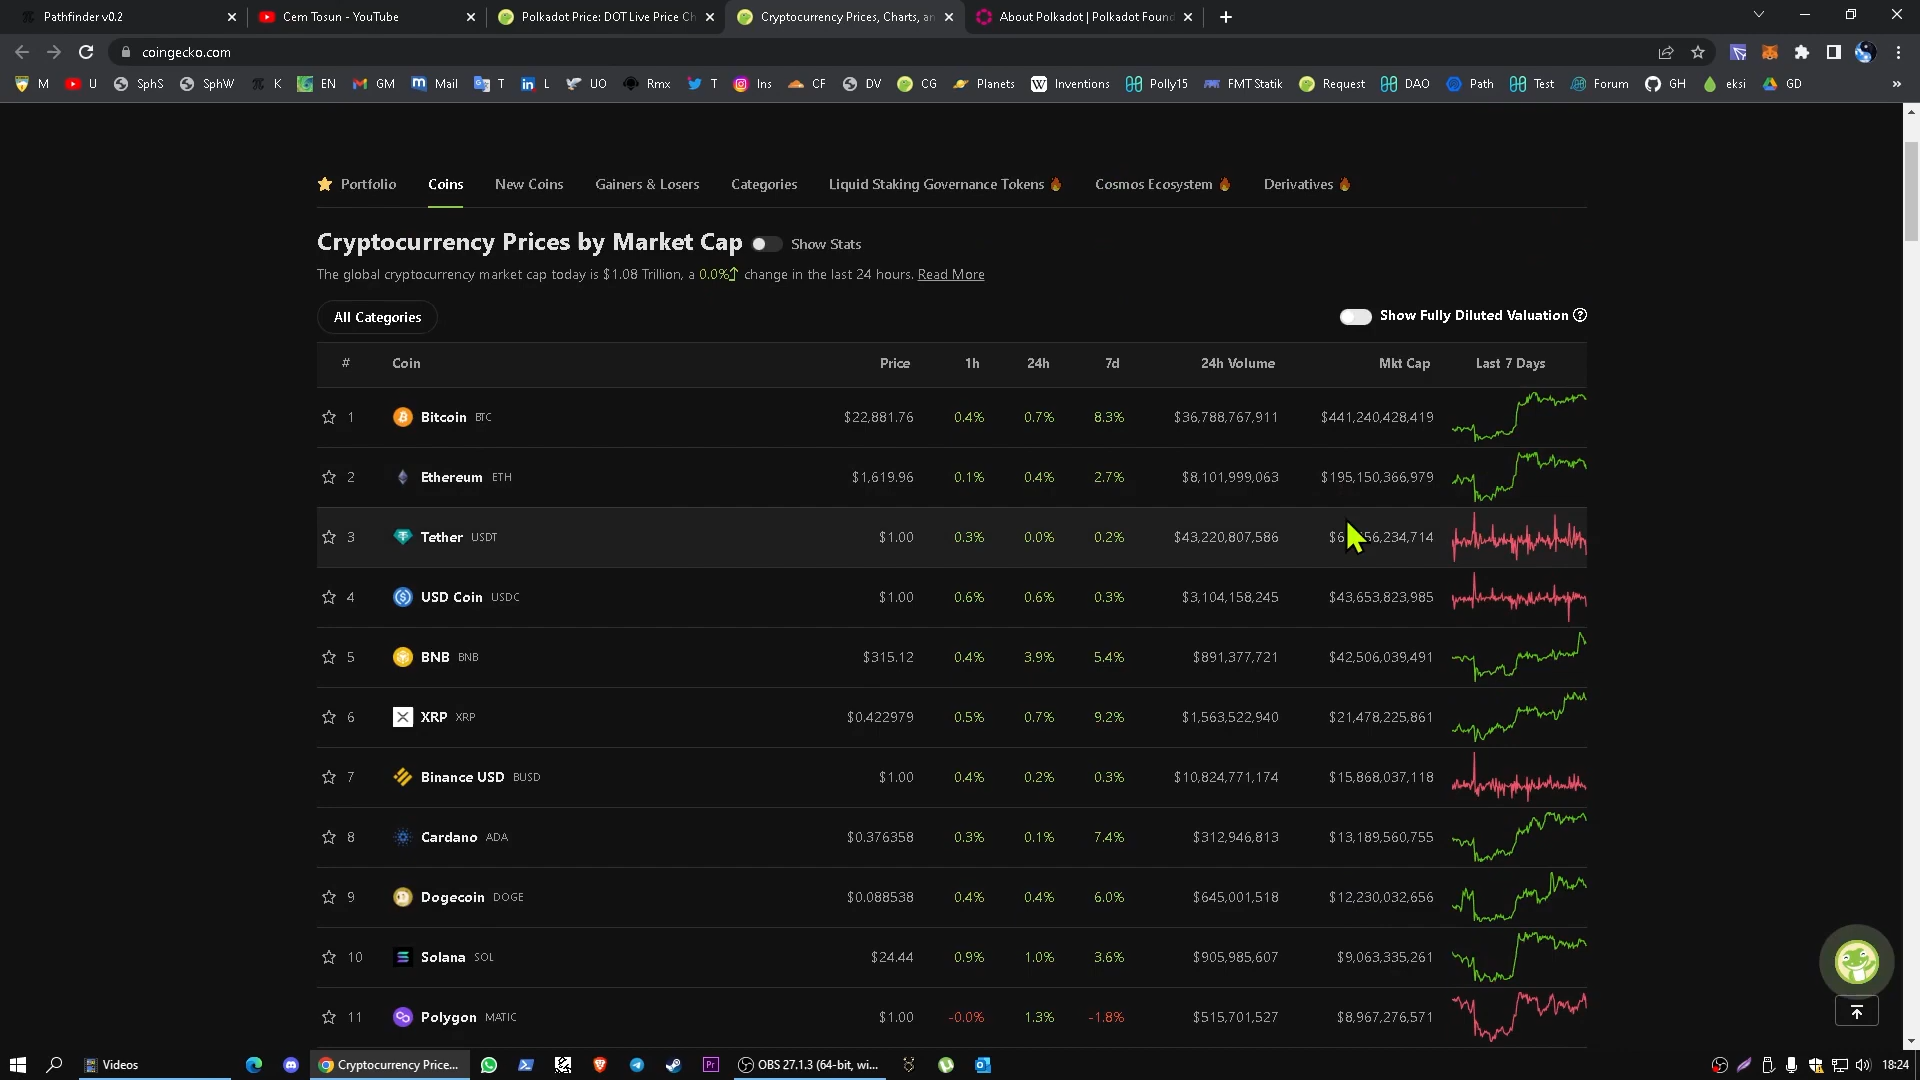 Pathfinder v0.2
Cem Tosun - YouTube
Polkadot Price: DOT Live Price Ch
Cryptocurrency Prices, Charts, an
About Polkadot | Polkadot Found
coingecko.com
M U SphS SphW K EN GM Mail T L UO Rmx T Ins CF DV CG Planets Inventions Polly15 FMT Statik Request DAO Path Test Forum GH eksi GD
Portfolio Coins New Coins Gainers & Losers Categories Liquid Staking Governance Tokens Cosmos Ecosystem Derivatives
Cryptocurrency Prices by Market Cap Show Stats
The global cryptocurrency market cap today is $1.08 Trillion, a 0.0% change in the last 24 hours. Read More
All Categories Show Fully Diluted Valuation
# Coin Price 1h 24h 7d 24h Volume Mkt Cap Last 7 Days
1 Bitcoin BTC $22,881.76 0.4% 0.7% 8.3% $36,788,767,911 $441,240,428,419
2 Ethereum ETH $1,619.96 0.1% 0.4% 2.7% $8,101,999,063 $195,150,366,979
3 Tether USDT $1.00 0.3% 0.0% 0.2% $43,220,807,586
4 USD Coin USDC $1.00 0.6% 0.6% 0.3% $3,104,158,245 $43,653,823,985
5 BNB BNB $315.12 0.4% 3.9% 5.4% $891,377,721 $42,506,039,491
6 XRP XRP $0.422979 0.5% 0.7% 9.2% $1,563,522,940 $21,478,225,861
7 Binance USD BUSD $1.00 0.4% 0.2% 0.3% $10,824,771,174 $15,868,037,118
8 Cardano ADA $0.376358 0.3% 0.1% 7.4% $312,946,813 $13,189,560,755
9 Dogecoin DOGE $0.088538 0.4% 0.4% 6.0% $645,001,518 $12,230,032,656
10 Solana SOL $24.44 0.9% 1.0% 3.6% $905,985,607 $9,063,335,261
11 Polygon MATIC $1.00 -0.0% 1.3% -1.8% $515,701,527 $8,967,276,571
Videos
Cryptocurrency Price...
OBS 27.1.3 (64-bit, wi...
18:24